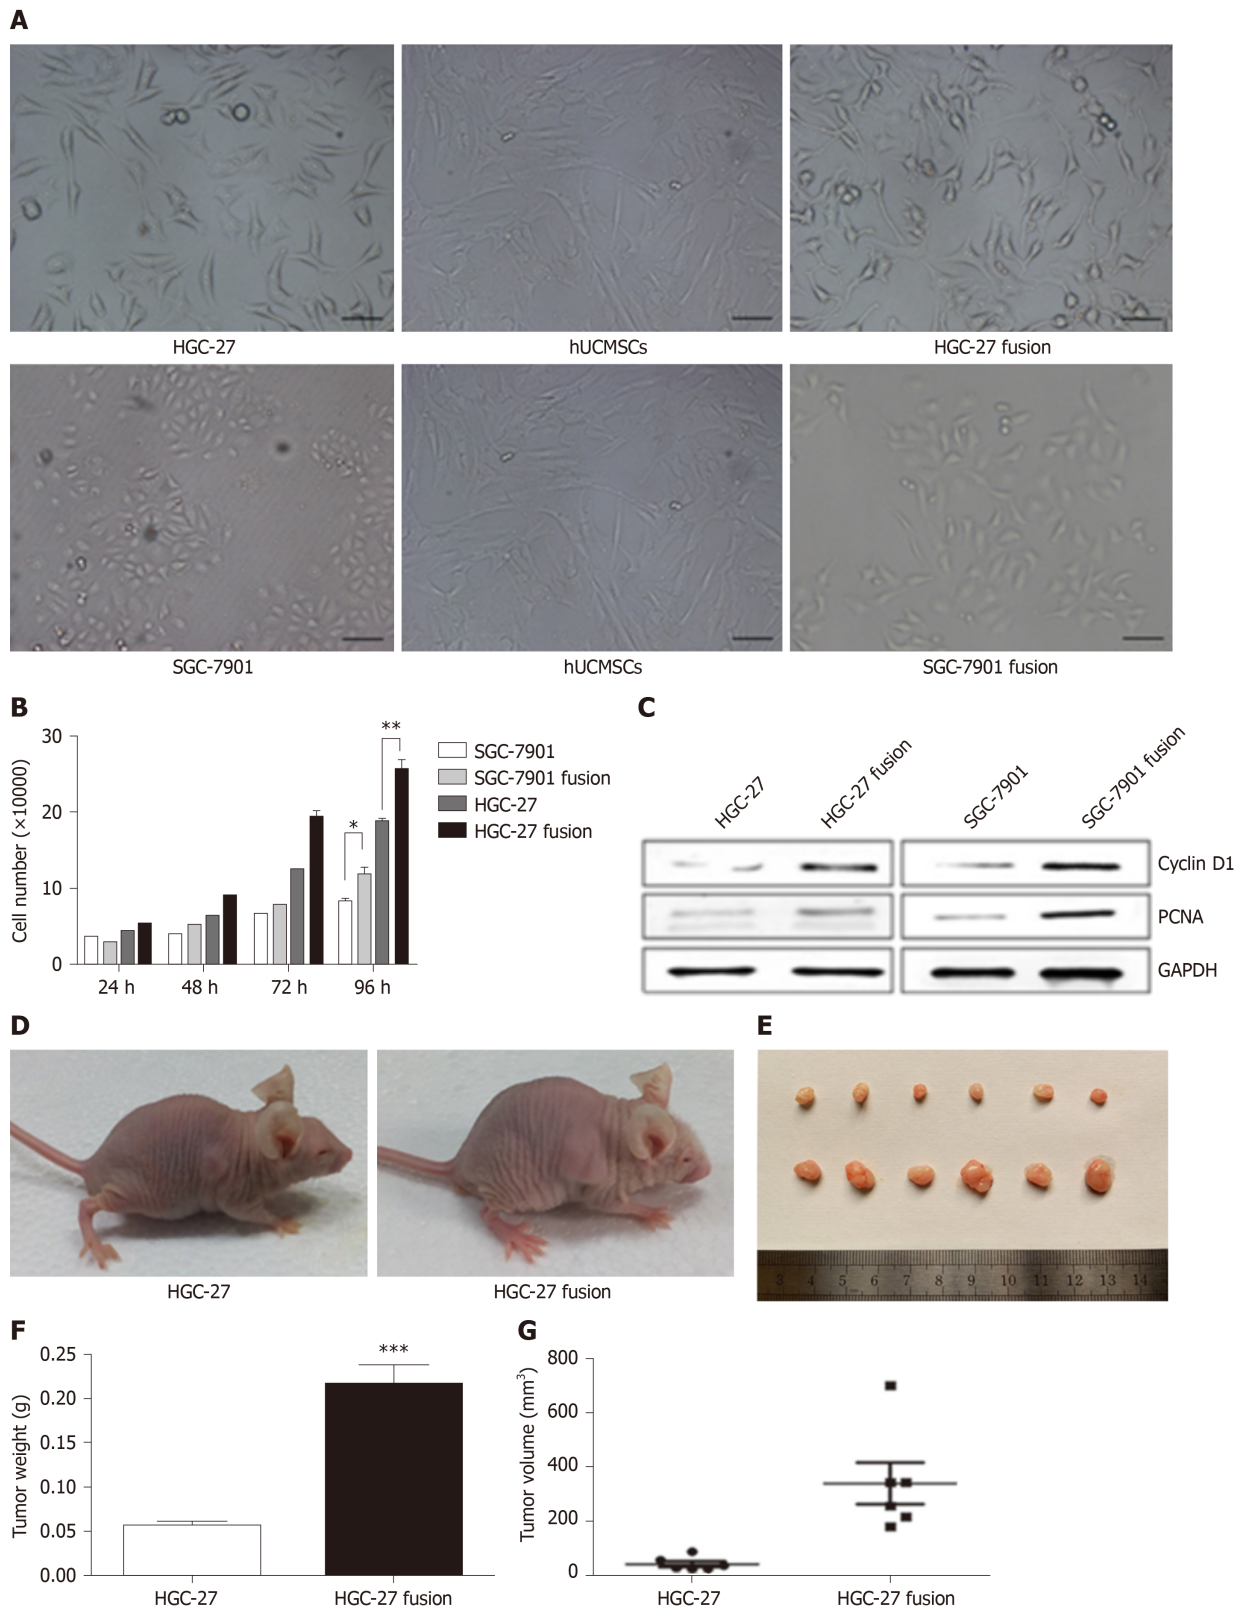 A
HGC-27
hUCMSCs
HGC-27 fusion
SGC-7901
hUCMSCs
SGC-7901 fusion
B
Cell number (×10000)
30
20
10
0
24 h
48 h
72 h
96 h
*
**
SGC-7901
SGC-7901 fusion
HGC-27
HGC-27 fusion
C
HGC-27
HGC-27 fusion
SGC-7901
SGC-7901 fusion
Cyclin D1
PCNA
GAPDH
D
HGC-27
HGC-27 fusion
E
3 4 5 6 7 8 9 10 11 12 13 14
F
Tumor weight (g)
0.25
0.20
0.15
0.10
0.05
0.00
***
HGC-27
HGC-27 fusion
G
Tumor volume (mm³)
800
600
400
200
0
HGC-27
HGC-27 fusion